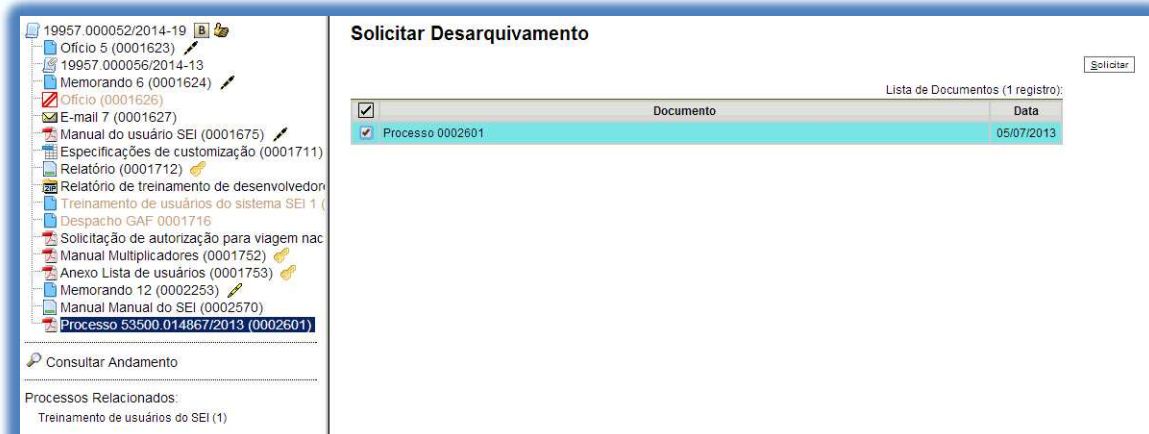 19957.000052/2014-19 B
Ofício 5 (0001623)
19957.000056/2014-13
Memorando 6 (0001624)
Ofício (0001626)
E-mail 7 (0001627)
Manual do usuário SEI (0001675)
Especificações de customização (0001711)
Relatório (0001712)
ZIP Relatório de treinamento de desenvolvedore
Treinamento de usuários do sistema SEI 1 (
Despacho GAF 0001716
Solicitação de autorização para viagem nac
Manual Multiplicadores (0001752)
Anexo Lista de usuários (0001753)
Memorando 12 (0002253)
Manual Manual do SEI (0002570)
Processo 53500.014867/2013 (0002601)
Consultar Andamento
Processos Relacionados:
Treinamento de usuários do SEI (1)
Solicitar Desarquivamento
Solicitar
Lista de Documentos (1 registro):
Documento Data
Processo 0002601 05/07/2013